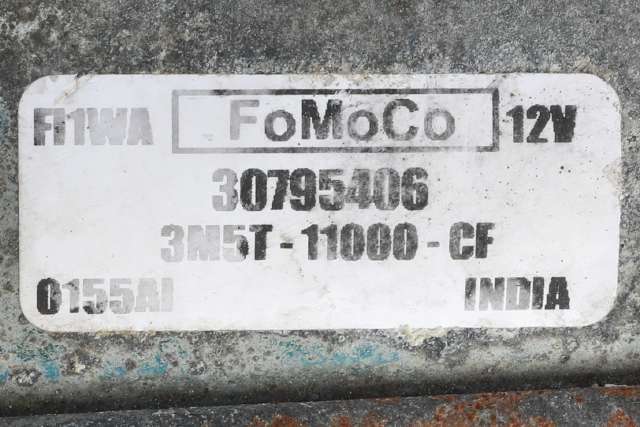 FI1WA FoMoCo 12V
30795406
3M5T-11000-CF
0155AI INDIA